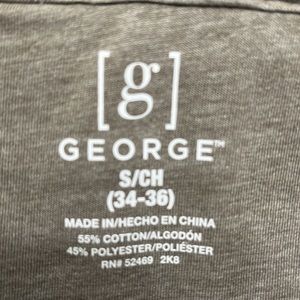 [g]
GEORGE™
S/CH
(34-36)
MADE IN/HECHO EN CHINA
55% COTTON/ALGODÓN
45% POLYESTER/POLIÉSTER
RN# 52469 2K8